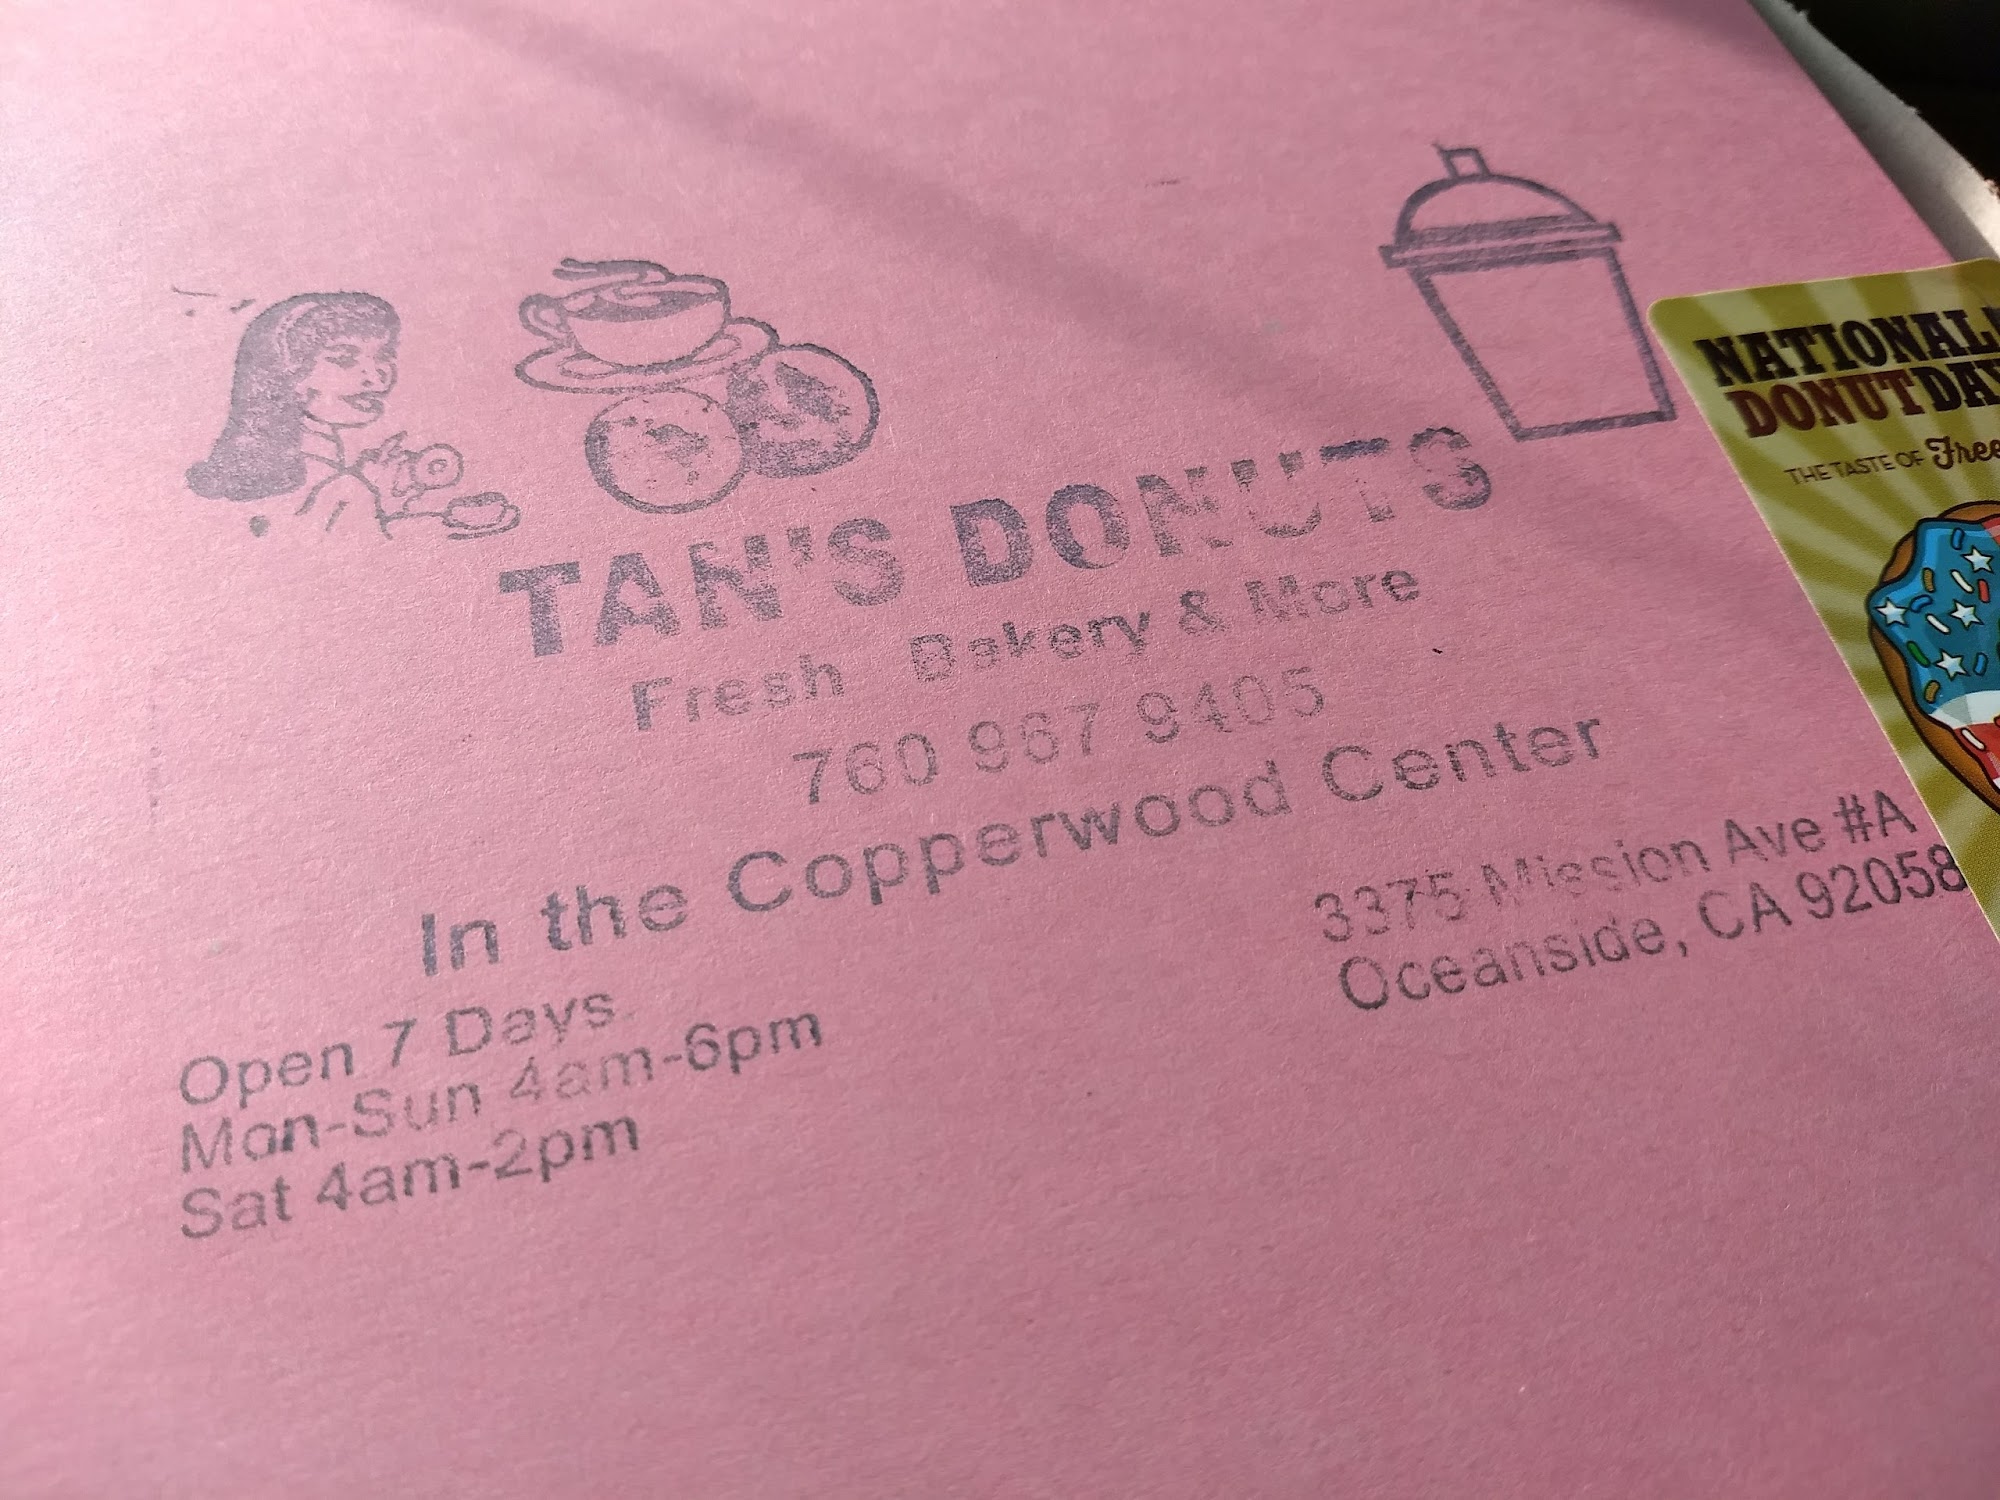 TAN'S DONUTS
Fresh Bakery & More
760 967 9405
In the Copperwood Center
3375 Mission Ave #A
Oceanside, CA 92058
Open 7 Days
Mon-Sun 4am-6pm
Sat 4am-2pm
NATIONAL
DONUT DAY
THE TASTE OF Free